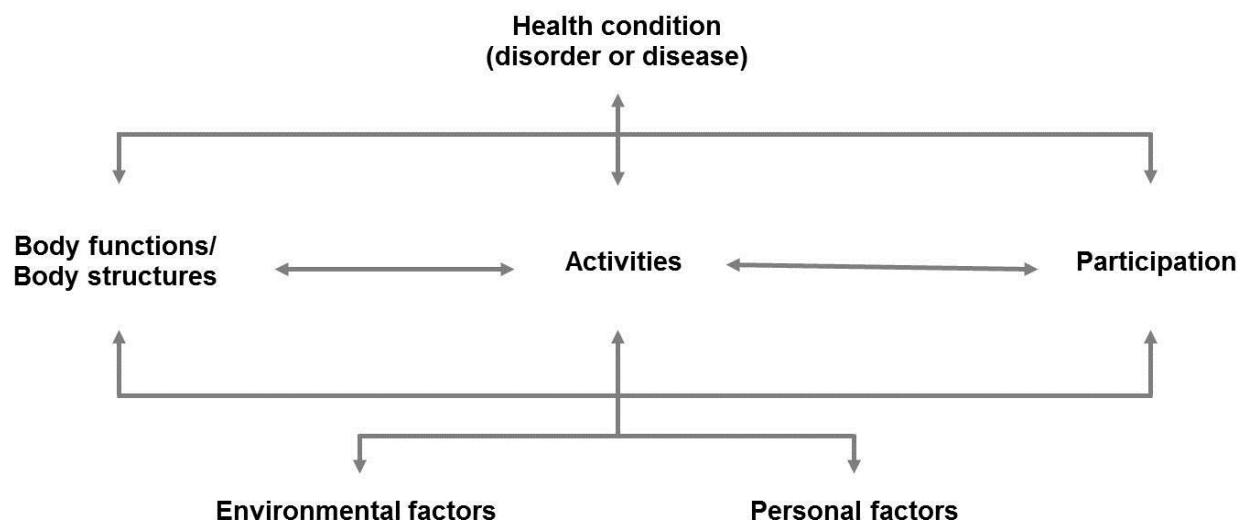 Health condition
(disorder or disease)
Body functions/
Body structures
Activities
Participation
Environmental factors
Personal factors